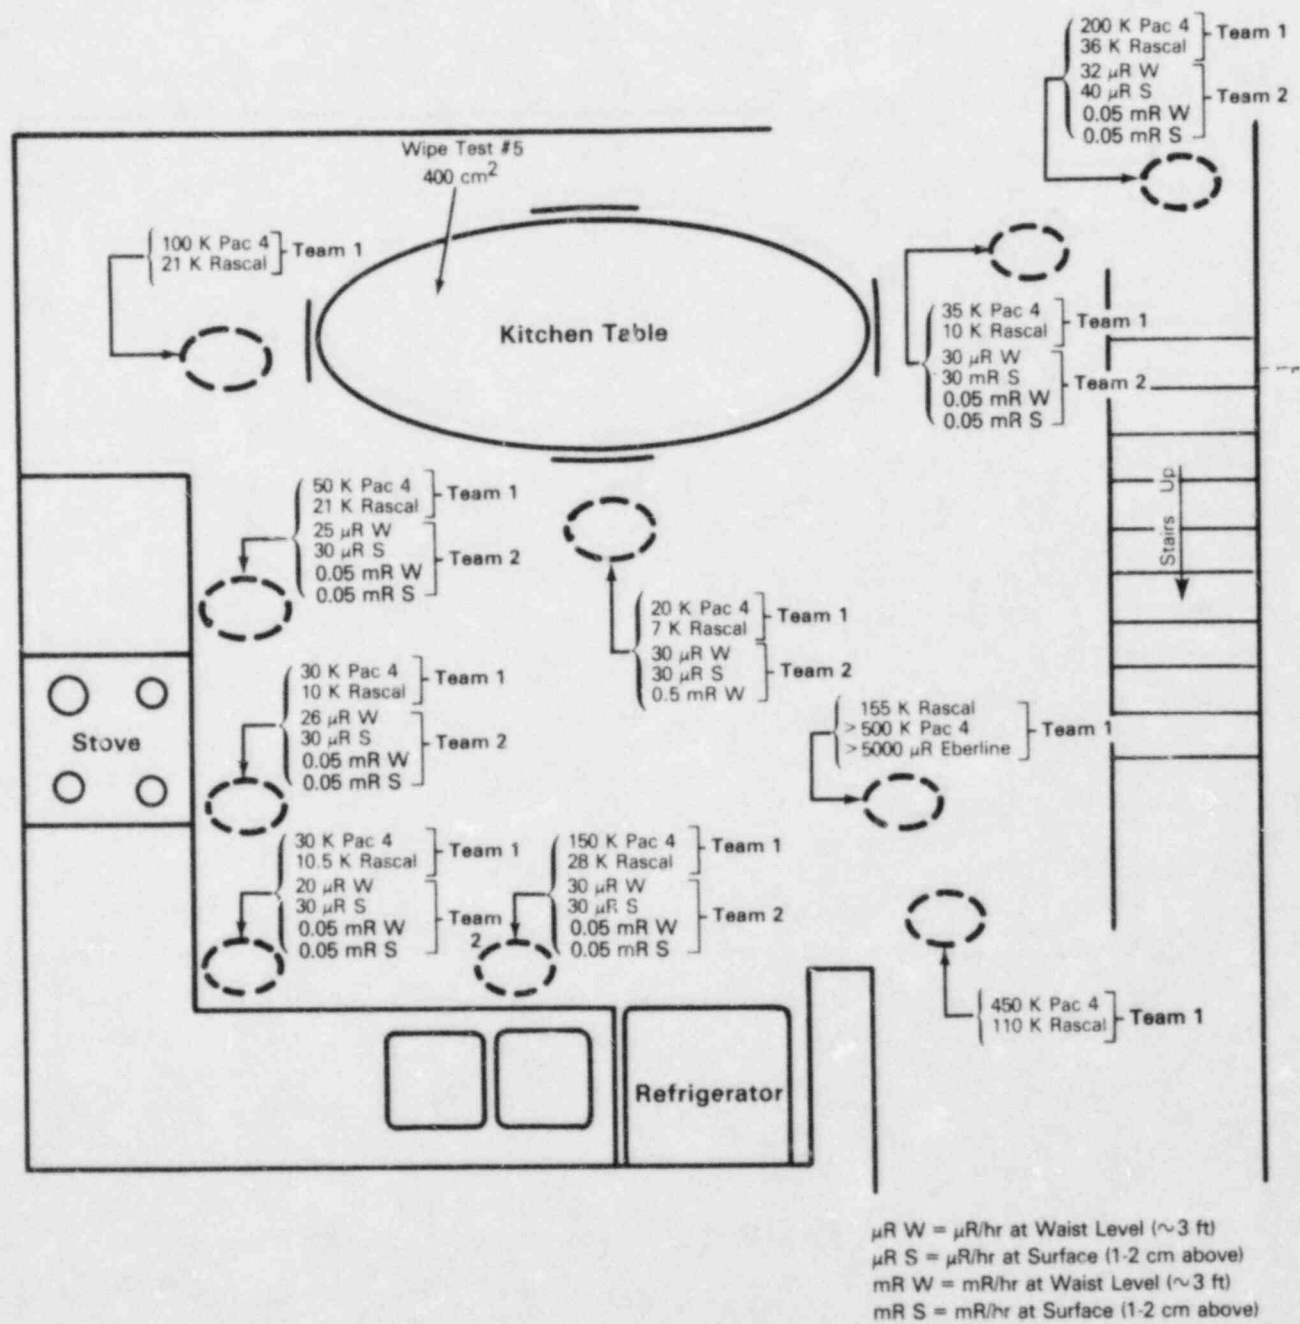 200 K Pac 4
36 K Rascal
Team 1
32 μR W
40 μR S
0.05 mR W
0.05 mR S
Team 2
Wipe Test #5
400 cm²
100 K Pac 4
21 K Rascal
Team 1
Kitchen Table
35 K Pac 4
10 K Rascal
Team 1
30 μR W
30 mR S
0.05 mR W
0.05 mR S
Team 2
50 K Pac 4
21 K Rascal
Team 1
25 μR W
30 μR S
0.05 mR W
0.05 mR S
Team 2
Stairs Up
20 K Pac 4
7 K Rascal
Team 1
30 μR W
30 μR S
0.5 mR W
Team 2
30 K Pac 4
10 K Rascal
Team 1
26 μR W
30 μR S
0.05 mR W
0.05 mR S
Team 2
Stove
155 K Rascal
>500 K Pac 4
>5000 μR Eberline
Team 1
30 K Pac 4
10.5 K Rascal
Team 1
20 μR W
30 μR S
0.05 mR W
0.05 mR S
Team
2
150 K Pac 4
28 K Rascal
Team 1
30 μR W
30 μR S
0.05 mR W
0.05 mR S
Team 2
450 K Pac 4
110 K Rascal
Team 1
Refrigerator
μR W = μR/hr at Waist Level (~3 ft)
μR S = μR/hr at Surface (1-2 cm above)
mR W = mR/hr at Waist Level (~3 ft)
mR S = mR/hr at Surface (1-2 cm above)